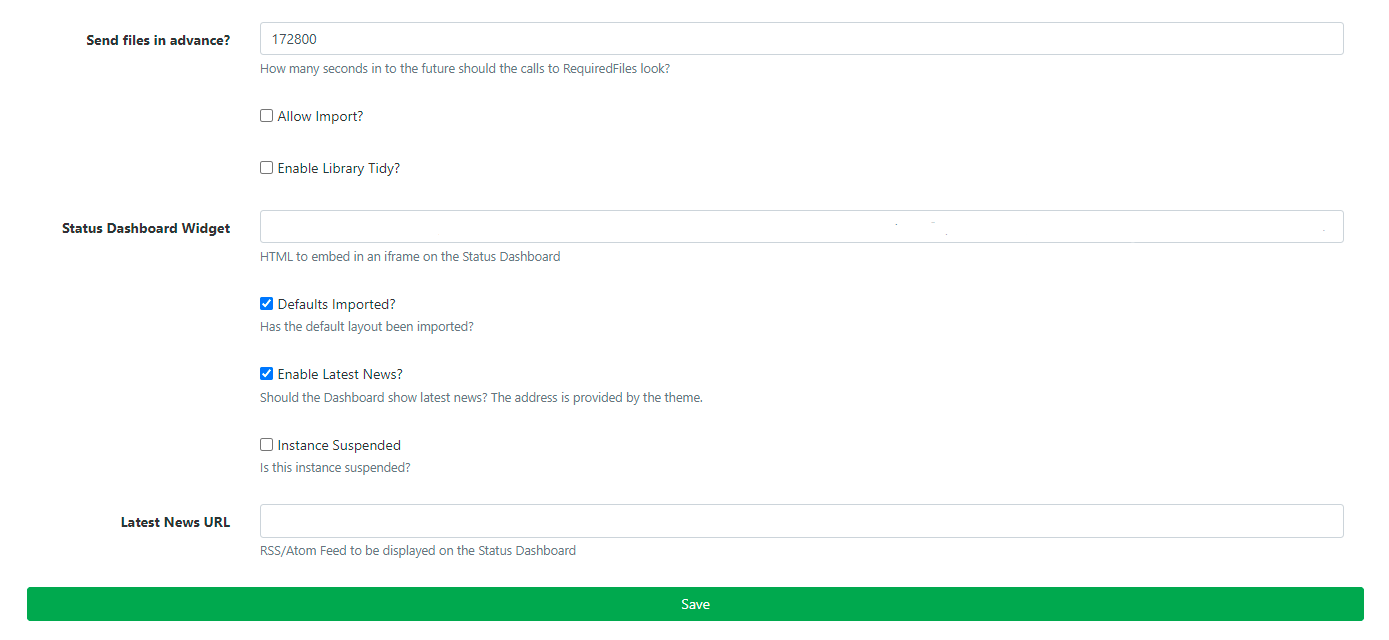 Send files in advance?
172800
How many seconds in to the future should the calls to RequiredFiles look?
Allow Import?
Enable Library Tidy?
Status Dashboard Widget
HTML to embed in an iframe on the Status Dashboard
Defaults Imported?
Has the default layout been imported?
Enable Latest News?
Should the Dashboard show latest news? The address is provided by the theme.
Instance Suspended
Is this instance suspended?
Latest News URL
RSS/Atom Feed to be displayed on the Status Dashboard
Save